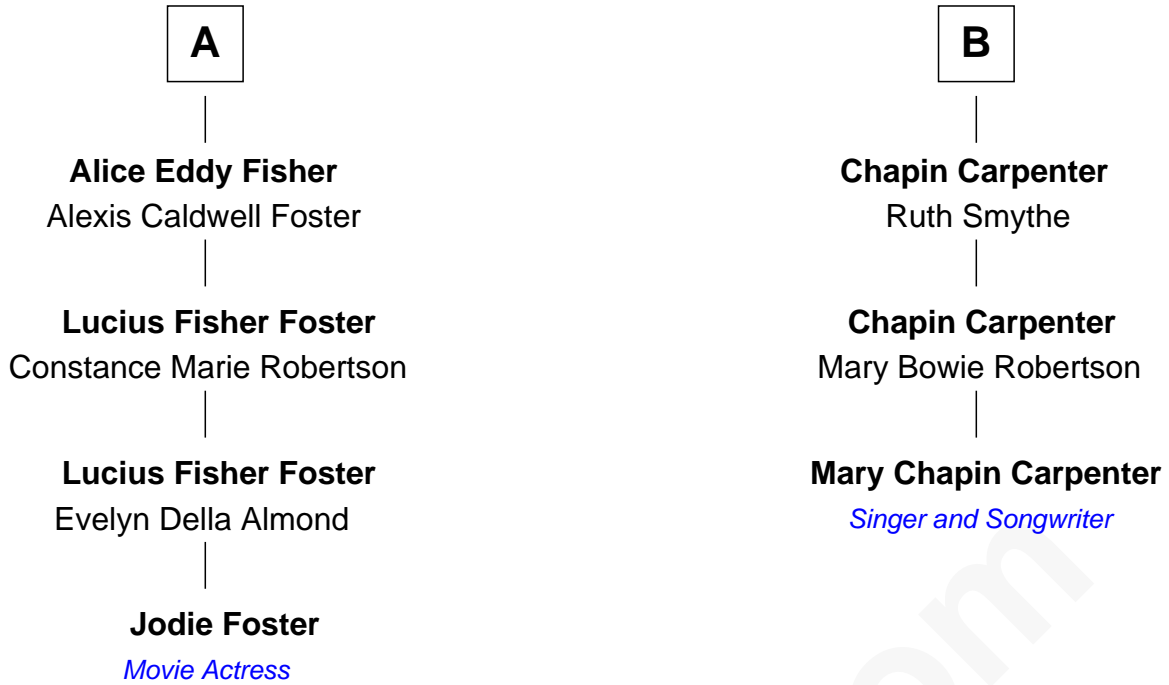 A
Alice Eddy Fisher
Alexis Caldwell Foster
Lucius Fisher Foster
Constance Marie Robertson
Lucius Fisher Foster
Evelyn Della Almond
Jodie Foster
Movie Actress
B
Chapin Carpenter
Ruth Smythe
Chapin Carpenter
Mary Bowie Robertson
Mary Chapin Carpenter
Singer and Songwriter
om